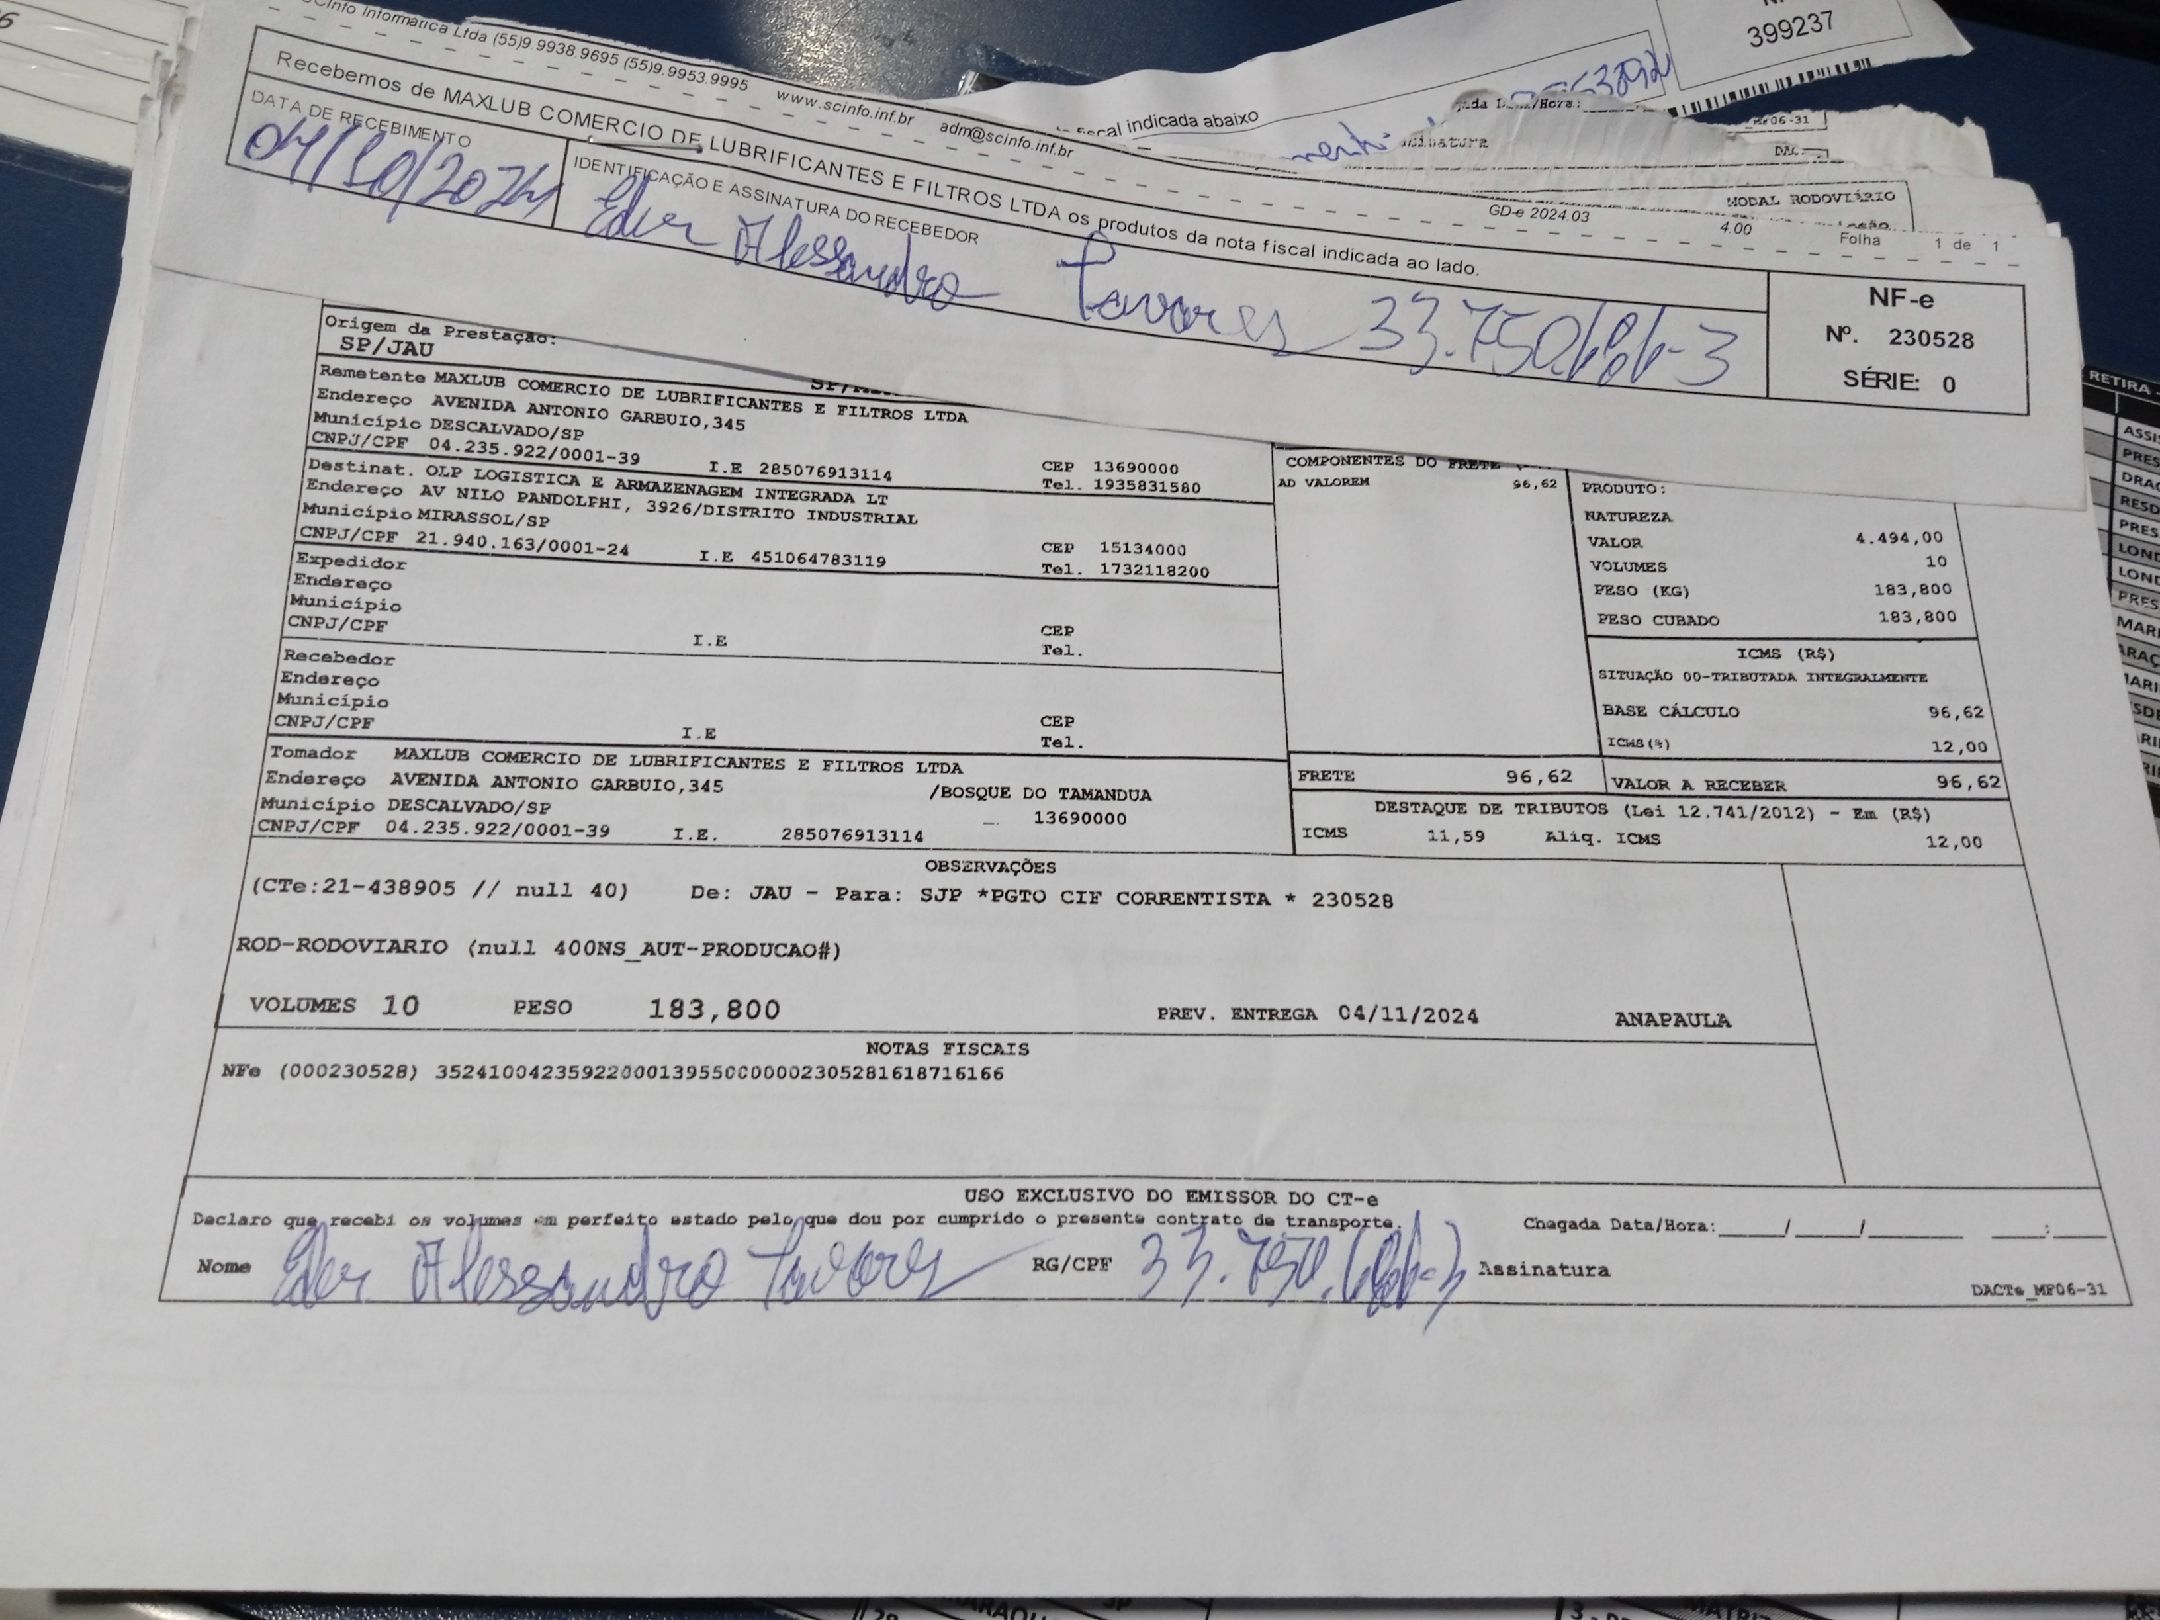 Informática Ltda (55)9 9938.9695 (55)9.9953.9995 www.scinfo.inf.br adm@scinfo.inf.br
GD-e 2024.03 4.00
399237
fiscal indicada abaixo
MODAL RODOVIÁRIO
Folha 1 de 1
Recebemos de MAXLUB COMERCIO DE LUBRIFICANTES E FILTROS LTDA os produtos da nota fiscal indicada ao lado.
DATA DE RECEBIMENTO
04/10/2024
IDENTIFICAÇÃO E ASSINATURA DO RECEBEDOR
Eder Alessandro Tavares
NF-e
Nº. 230528
SÉRIE: 0
Origem da Prestação:
SP/JAU
Remetente MAXLUB COMERCIO DE LUBRIFICANTES E FILTROS LTDA
Endereço AVENIDA ANTONIO GARBUIO,345
Município DESCALVADO/SP CEP 13690000
CNPJ/CPF 04.235.922/0001-39 I.E 285076913114 Tel. 1935831580
Destinat. OLP LOGISTICA E ARMAZENAGEM INTEGRADA LT
Endereço AV NILO PANDOLFHI, 3926/DISTRITO INDUSTRIAL
Município MIRASSOL/SP CEP 15134000
CNPJ/CPF 21.940.163/0001-24 I.E 451064783119 Tel. 1732118200
Expedidor
Endereço
Município CEP
CNPJ/CPF I.E Tel.
Recebedor
Endereço
Município CEP
CNPJ/CPF I.E Tel.
Tomador MAXLUB COMERCIO DE LUBRIFICANTES E FILTROS LTDA
Endereço AVENIDA ANTONIO GARBUIO,345 /BOSQUE DO TAMANDUA
Município DESCALVADO/SP 13690000
CNPJ/CPF 04.235.922/0001-39 I.E. 285076913114
COMPONENTES DO FRETE
AD VALOREM 96,62
PRODUTO:
NATUREZA
VALOR 4.494,00
VOLUMES 10
PESO (KG) 183,800
PESO CUBADO 183,800
ICMS (R$)
SITUAÇÃO 00-TRIBUTADA INTEGRALMENTE
BASE CÁLCULO 96,62
ICMS(%) 12,00
FRETE 96,62 VALOR A RECEBER 96,62
DESTAQUE DE TRIBUTOS (Lei 12.741/2012) - Em (R$)
ICMS 11,59 Aliq. ICMS 12,00
OBSERVAÇÕES
(CTe:21-438905 // null 40) De: JAU - Para: SJP *PGTO CIF CORRENTISTA * 230528
ROD-RODOVIARIO (null 400NS_AUT-PRODUCAO#)
VOLUMES 10 PESO 183,800 PREV. ENTREGA 04/11/2024 ANAPAULA
NOTAS FISCAIS
NFe (000230528) 35241004235922000139550000002305281618716166
USO EXCLUSIVO DO EMISSOR DO CT-e
Declaro que recebi os volumes em perfeito estado pelo que dou por cumprido o presente contrato de transporte. Chegada Data/Hora:____/____/____ __:__
Nome Eder Alessandro Tavares RG/CPF Assinatura
DACTe_MF06-31